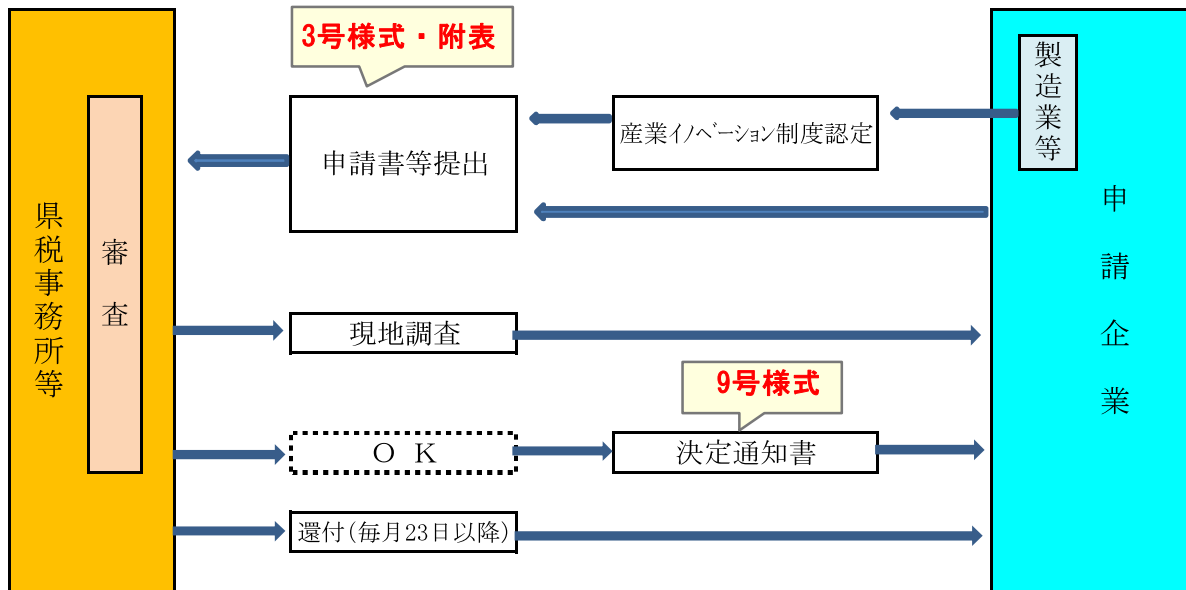 3号様式・附表
製造業等
産業イノベーション制度認定
申請書等提出
県税事務所等
審査
申請企業
現地調査
9号様式
OK
決定通知書
還付(毎月23日以降)